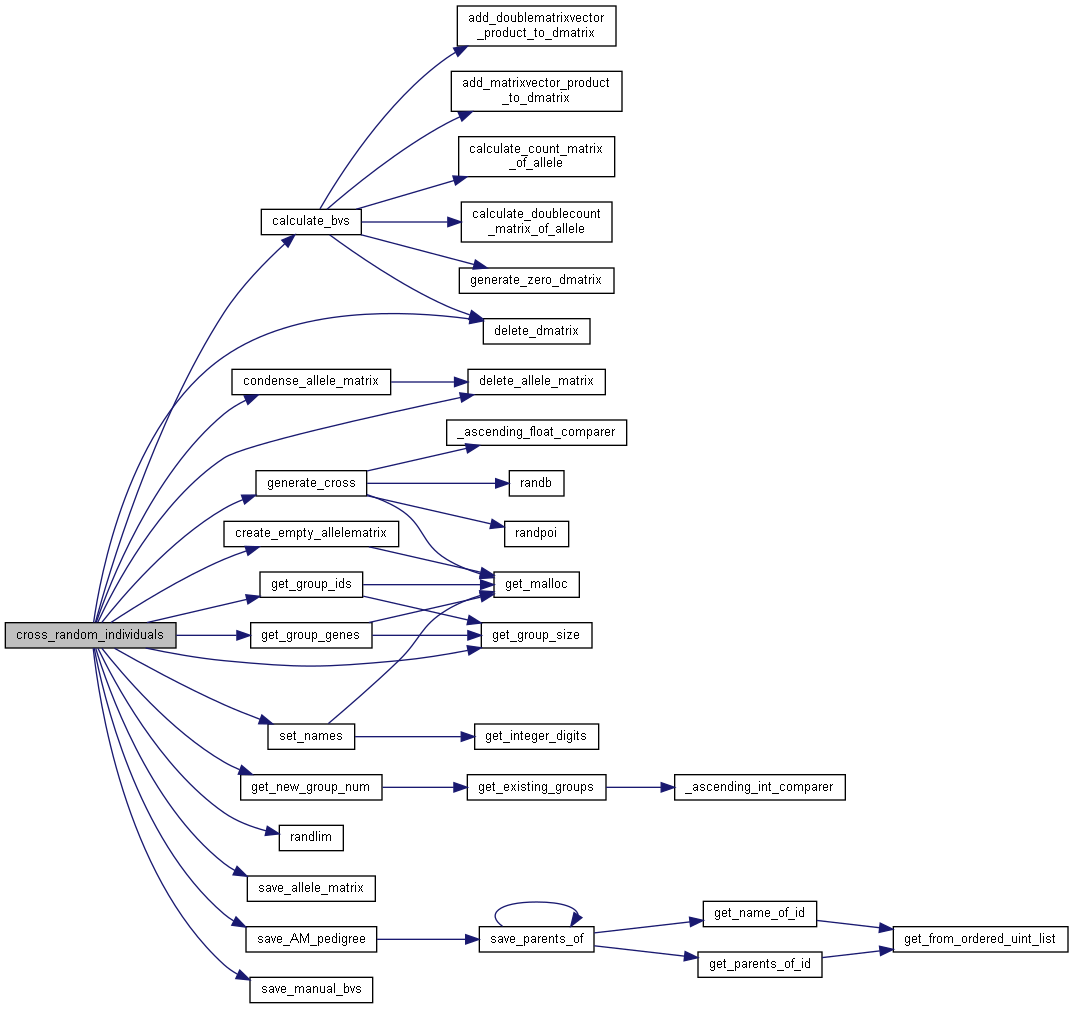 add_doublematrixvector
_product_to_dmatrix
add_matrixvector_product
_to_dmatrix
calculate_count_matrix
_of_allele
calculate_bvs
calculate_doublecount
_matrix_of_allele
generate_zero_dmatrix
delete_dmatrix
condense_allele_matrix
delete_allele_matrix
_ascending_float_comparer
generate_cross
randb
create_empty_allelematrix
randpoi
get_group_ids
get_malloc
cross_random_individuals
get_group_genes
get_group_size
set_names
get_integer_digits
get_new_group_num
get_existing_groups
_ascending_int_comparer
randlim
save_allele_matrix
get_name_of_id
save_AM_pedigree
save_parents_of
get_from_ordered_uint_list
get_parents_of_id
save_manual_bvs